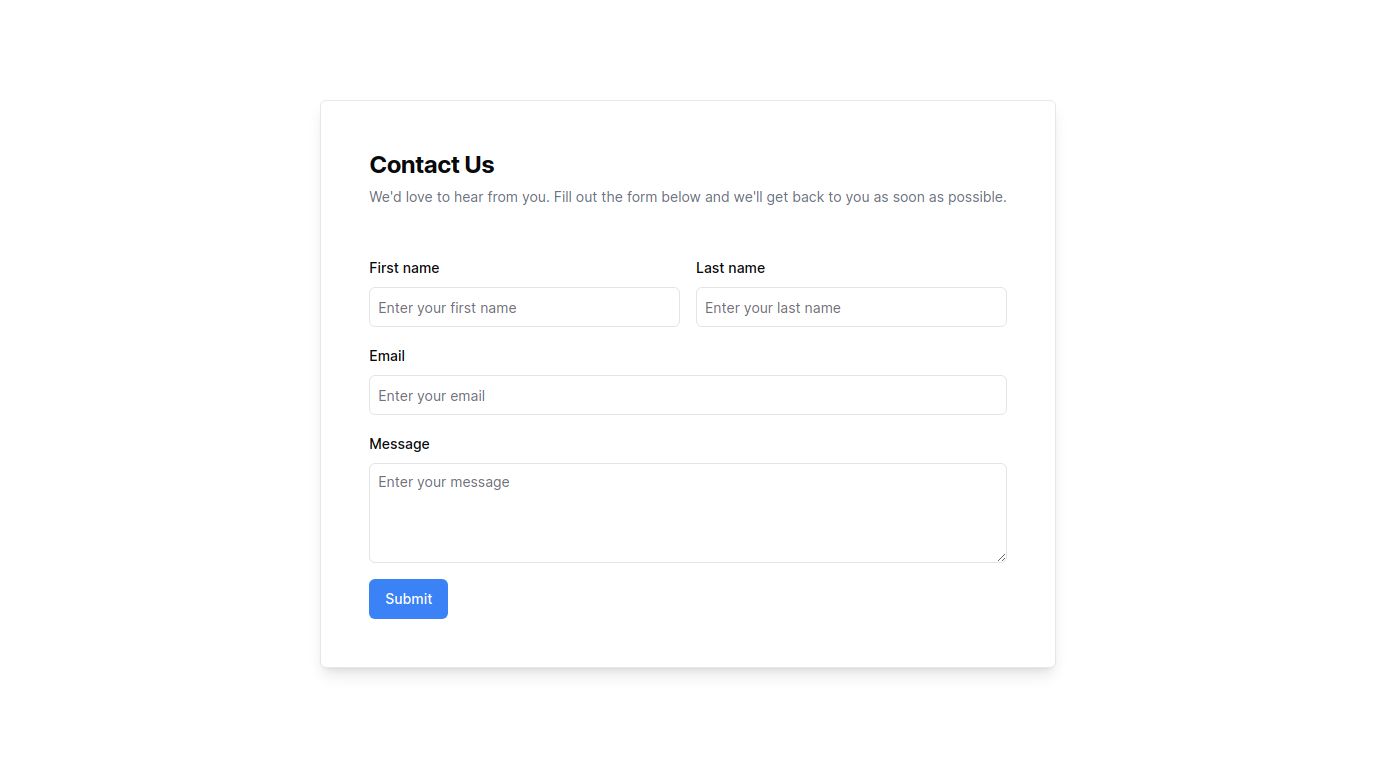 Contact Us
We'd love to hear from you. Fill out the form below and we'll get back to you as soon as possible.
First name
Last name
Enter your first name
Enter your last name
Email
Enter your email
Message
Enter your message
Submit